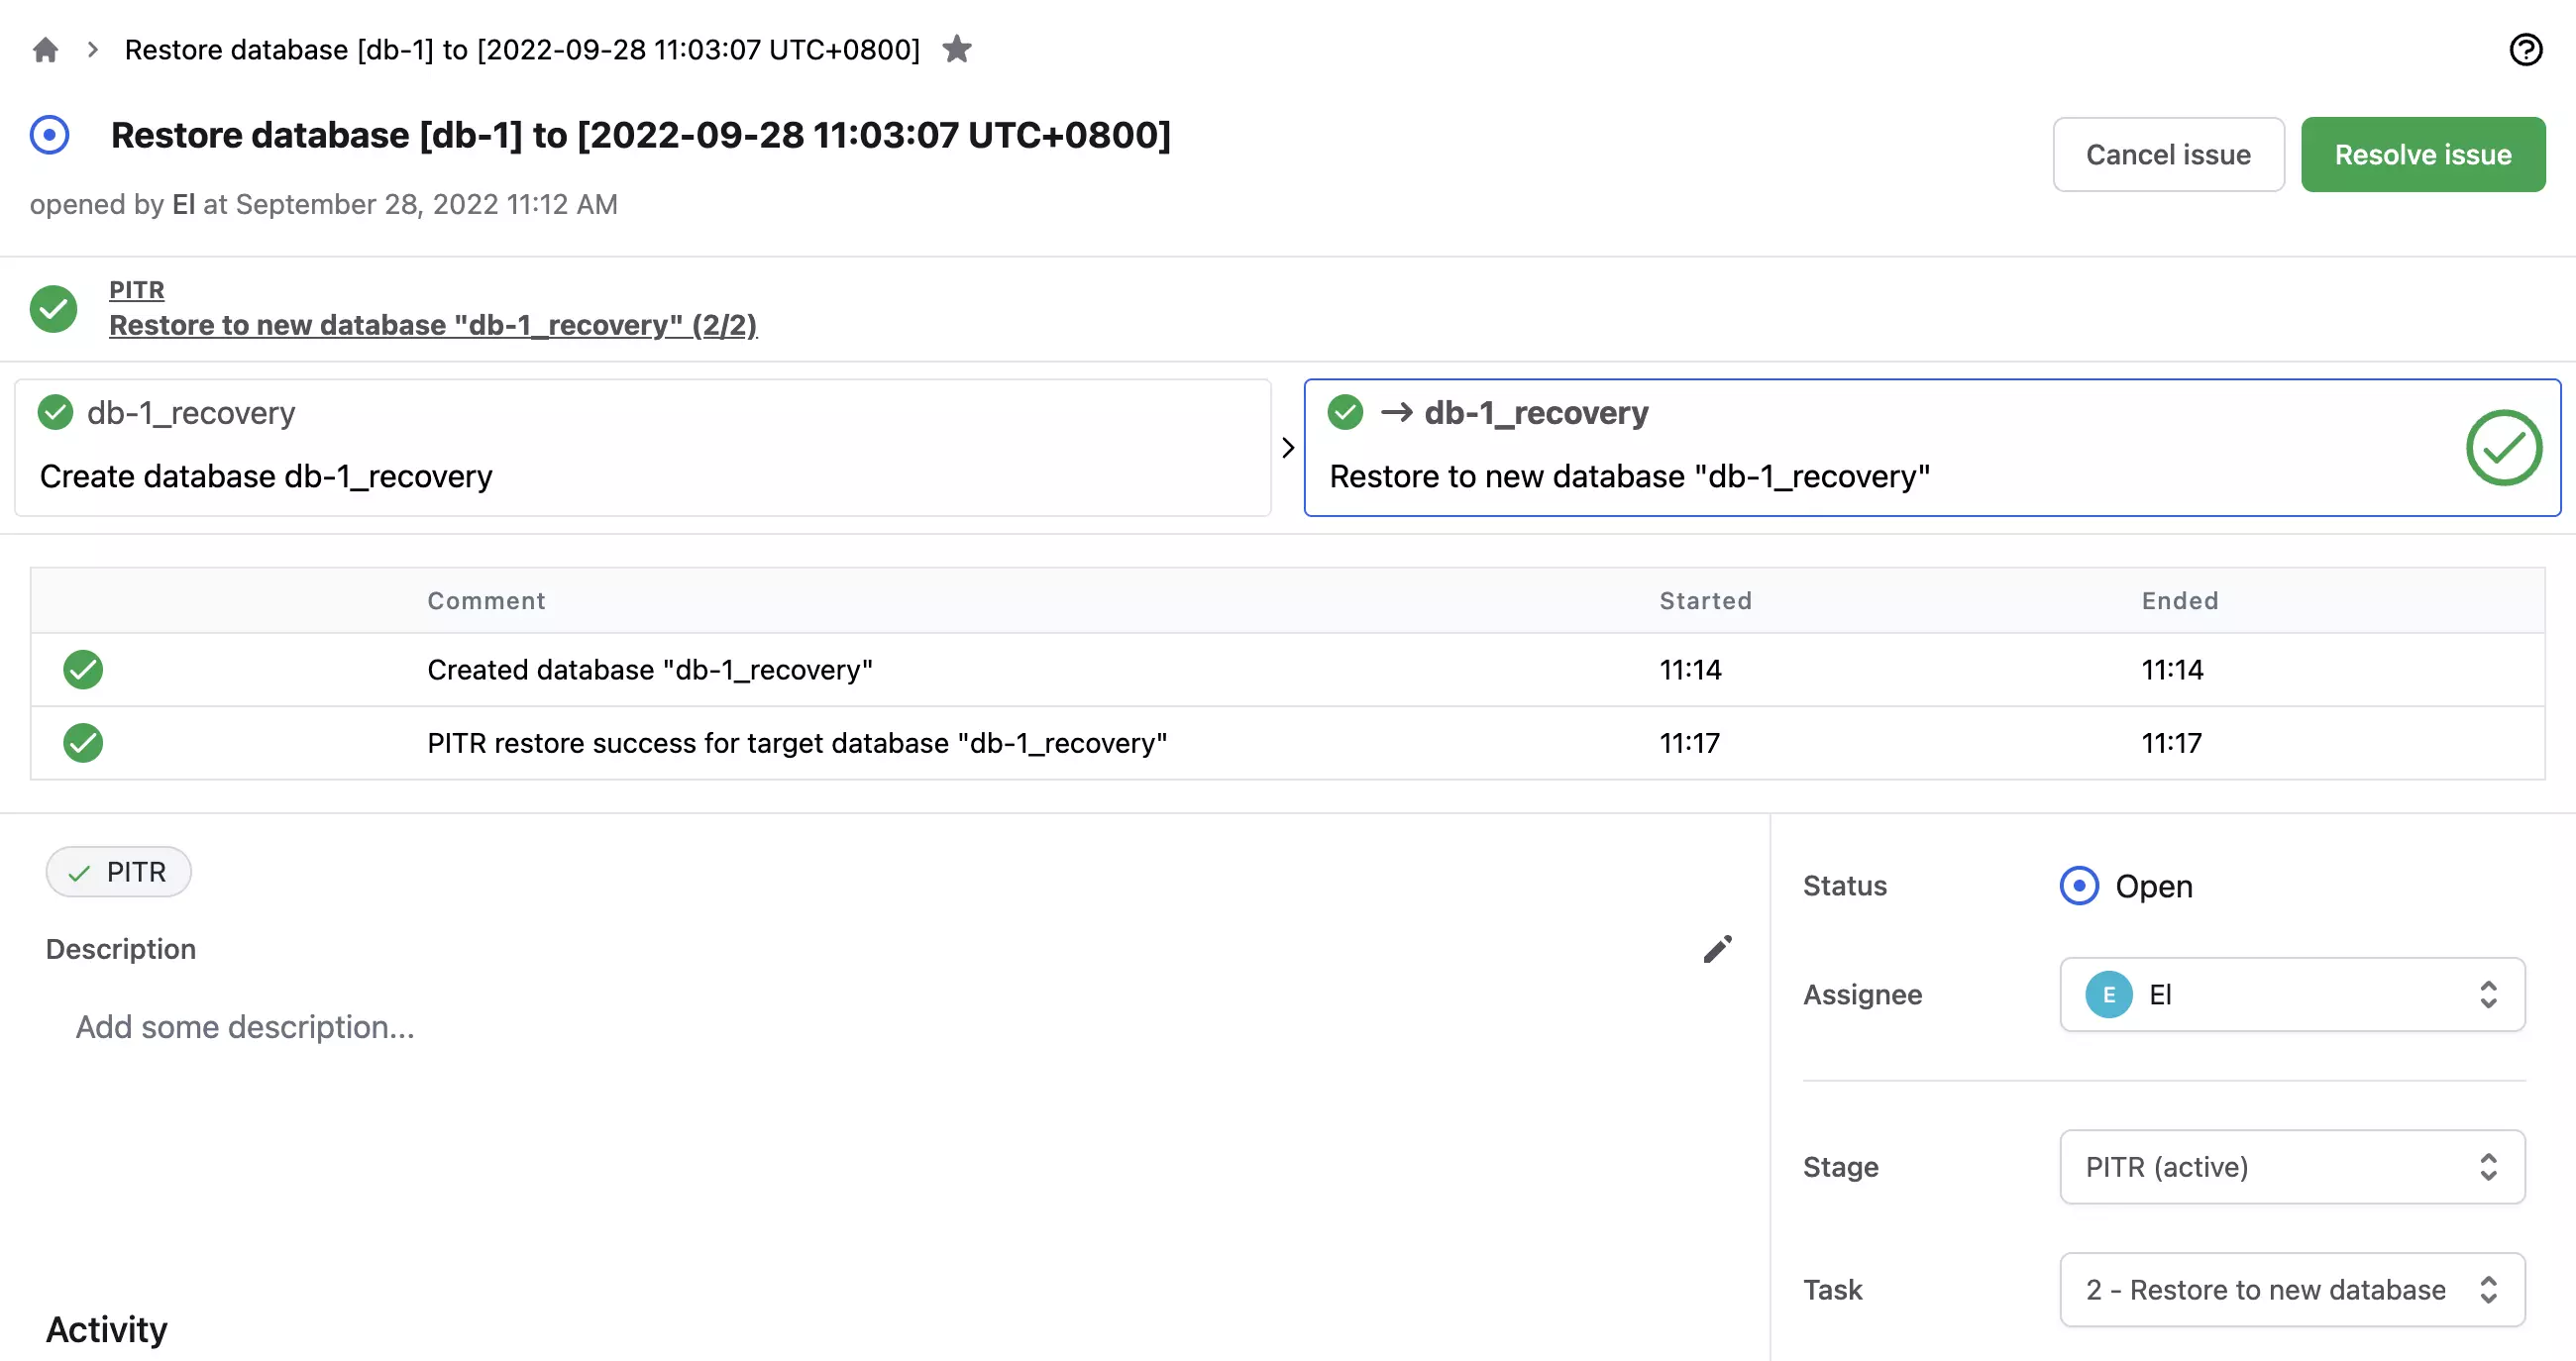 Restore database [db-1] to [2022-09-28 11:03:07 UTC+0800]
Restore database [db-1] to [2022-09-28 11:03:07 UTC+0800]
Cancel issue
Resolve issue
opened by El at September 28, 2022 11:12 AM
PITR
Restore to new database "db-1_recovery" (2/2)
db-1_recovery
Create database db-1_recovery
→ db-1_recovery
Restore to new database "db-1_recovery"
Comment Started Ended
Created database "db-1_recovery" 11:14 11:14
PITR restore success for target database "db-1_recovery" 11:17 11:17
PITR
Description
Add some description...
Activity
Status Open
Assignee E El
Stage PITR (active)
Task 2 - Restore to new database